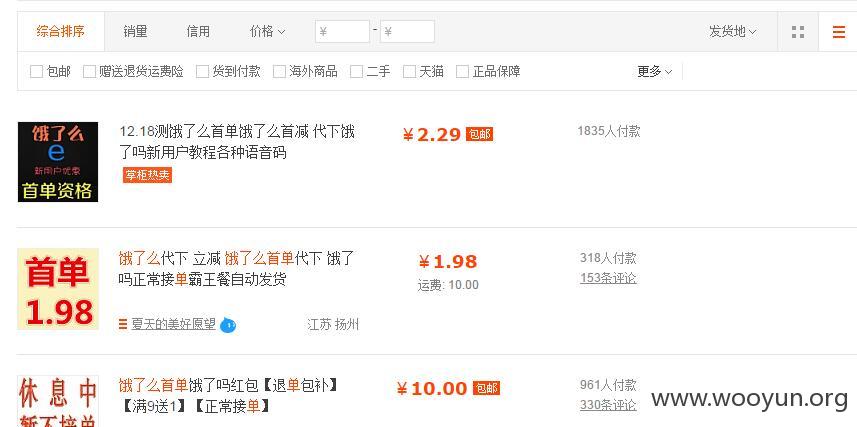 综合排序 销量 信用 价格 ¥ - ¥ 发货地
包邮 赠送退货运费险 货到付款 海外商品 二手 天猫 正品保障 更多
饿了么
e
新用户优惠
首单资格
12.18测饿了么首单饿了么首减 代下饿
了吗新用户教程各种语音码
掌柜热卖
¥2.29 包邮
1835人付款
首单
1.98
饿了么代下 立减 饿了么首单代下 饿了
吗正常接单霸王餐自动发货
夏天的美好愿望 江苏 扬州
¥1.98
运费: 10.00
318人付款
153条评论
休息中
暂不接单
饿了么首单饿了吗红包【退单包补】
【满9送1】【正常接单】
¥10.00 包邮
961人付款
330条评论
www.wooyun.org